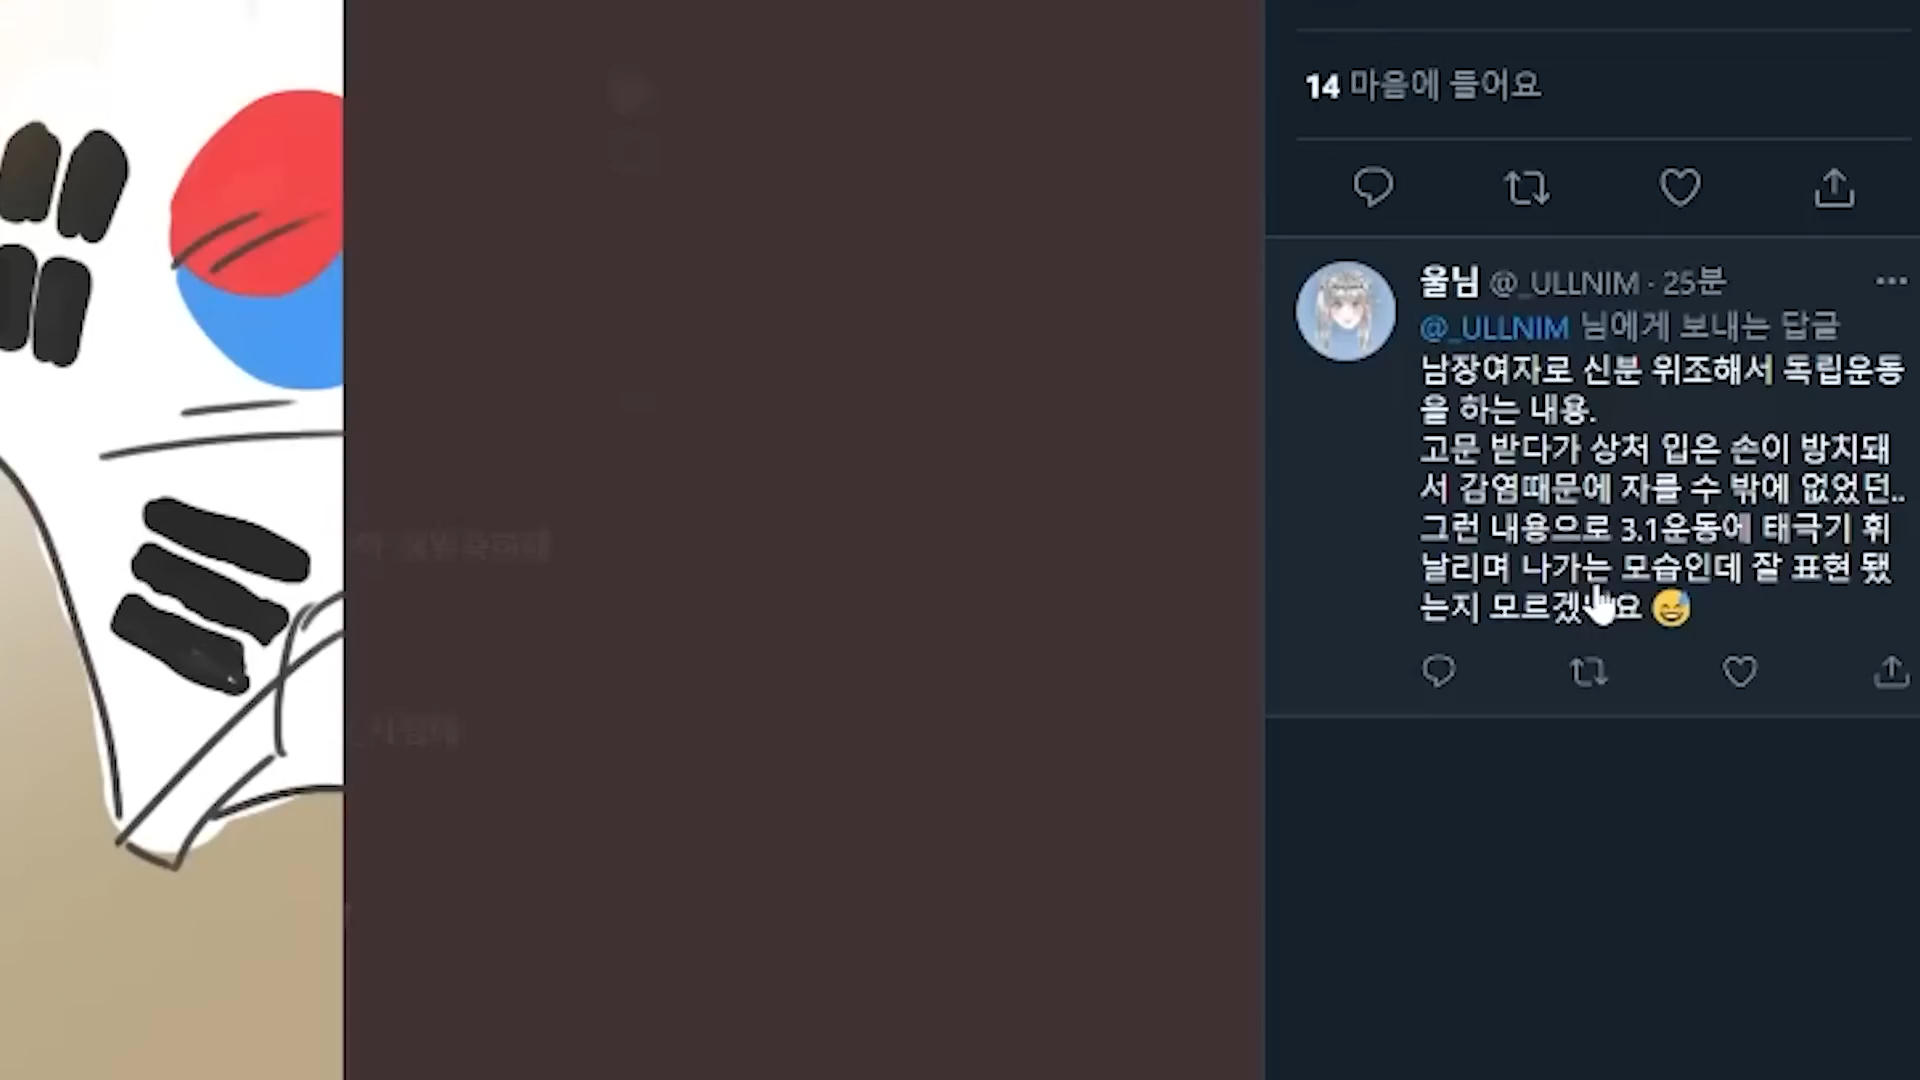 14 마음에 들어요
울님 @_ULLNIM · 25분
@_ULLNIM 님에게 보내는 답글
남장여자로 신분 위조해서 독립운동
을 하는 내용.
고문 받다가 상처 입은 손이 방치돼
서 감염때문에 자를 수 밖에 없었던..
그런 내용으로 3.1운동에 태극기 휘
날리며 나가는 모습인데 잘 표현 됐
는지 모르겠 요 😅